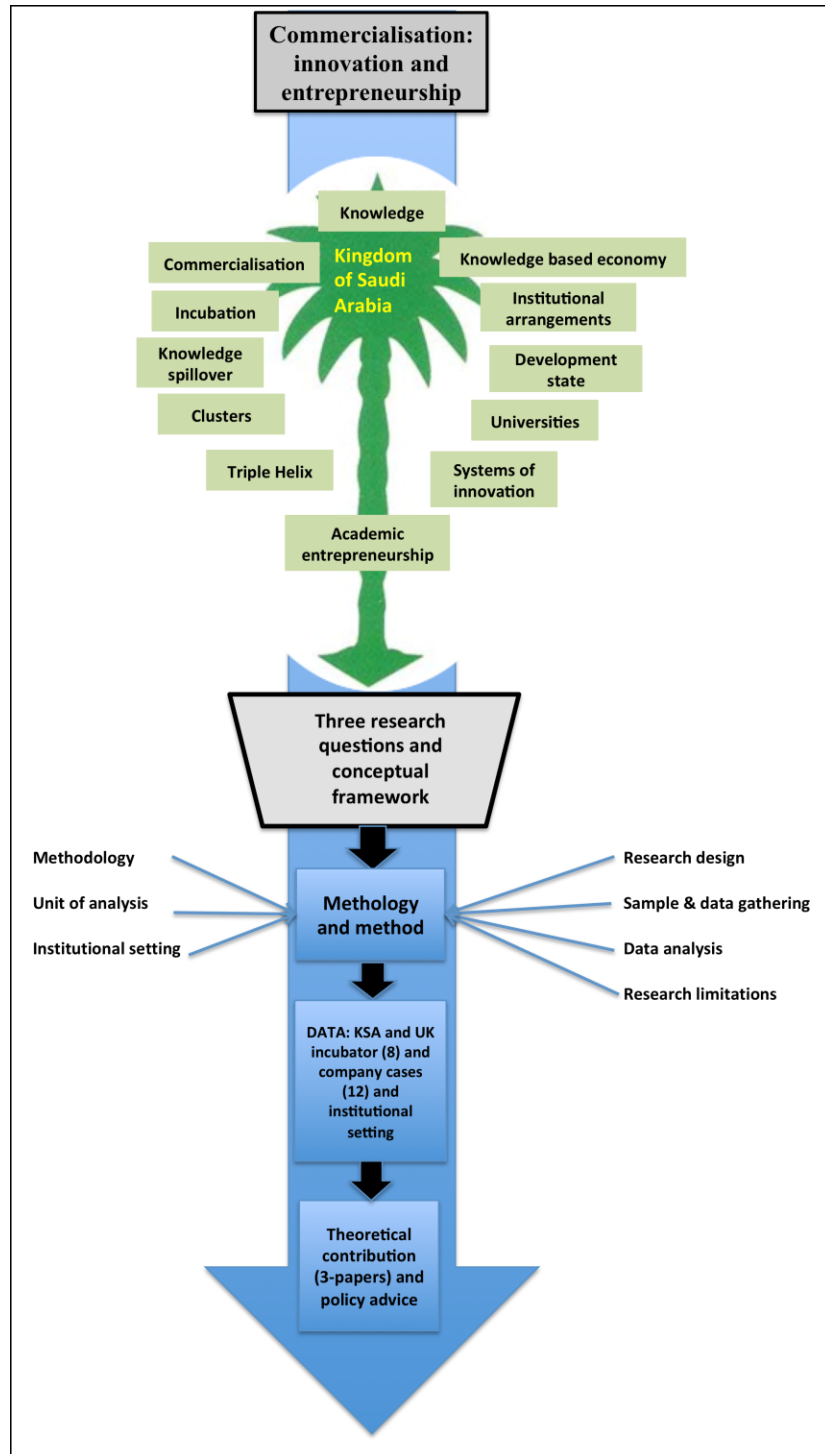 Commercialisation:
innovation and
entrepreneurship
Knowledge
Kingdom
of Saudi
Arabia
Commercialisation
Knowledge based economy
Incubation
Institutional
arrangements
Knowledge
spillover
Development
state
Clusters
Universities
Triple Helix
Systems of
innovation
Academic
entrepreneurship
Three research
questions and
conceptual
framework
Methodology
Unit of analysis
Institutional setting
Methology
and method
Research design
Sample & data gathering
Data analysis
Research limitations
DATA: KSA and UK
incubator (8) and
company cases
(12) and
institutional
setting
Theoretical
contribution
(3-papers) and
policy advice